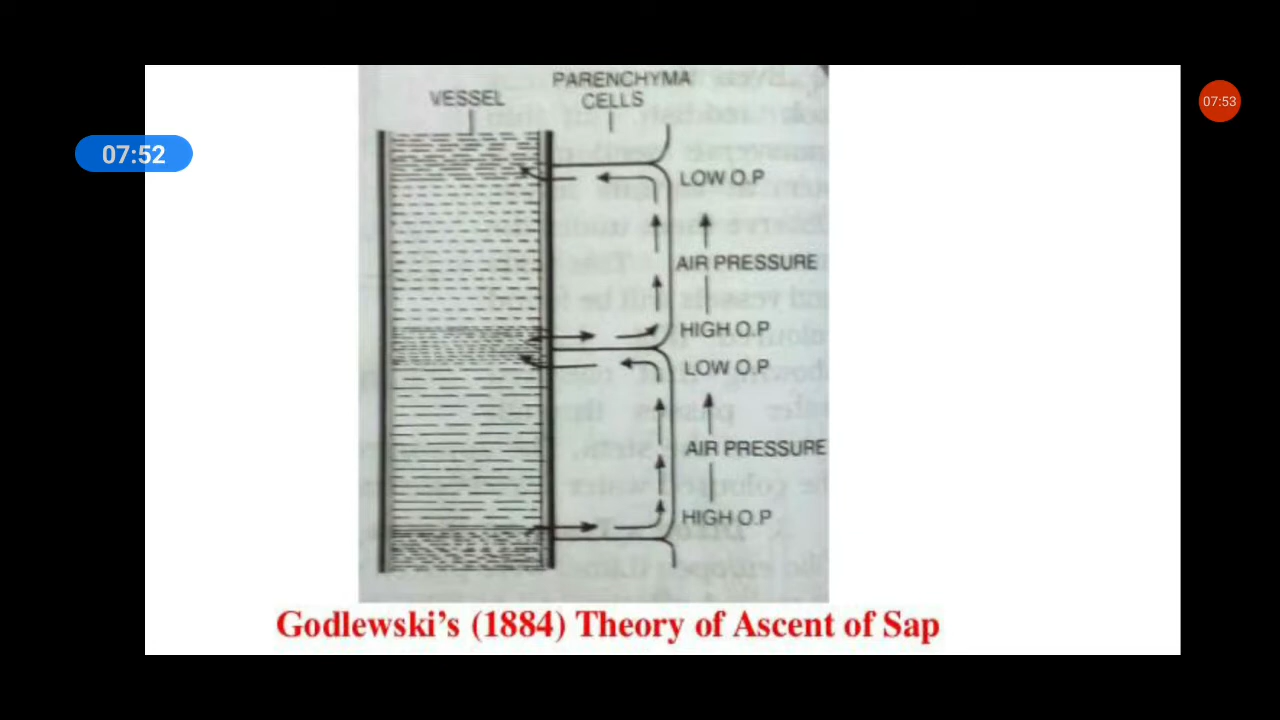 PARENCHYMA
VESSEL CELLS
07:53
07:52
LOW O.P
AIR PRESSURE
HIGH O.P
LOW O.P
AIR PRESSURE
HIGH O.P
Godlewski's (1884) Theory of Ascent of Sap